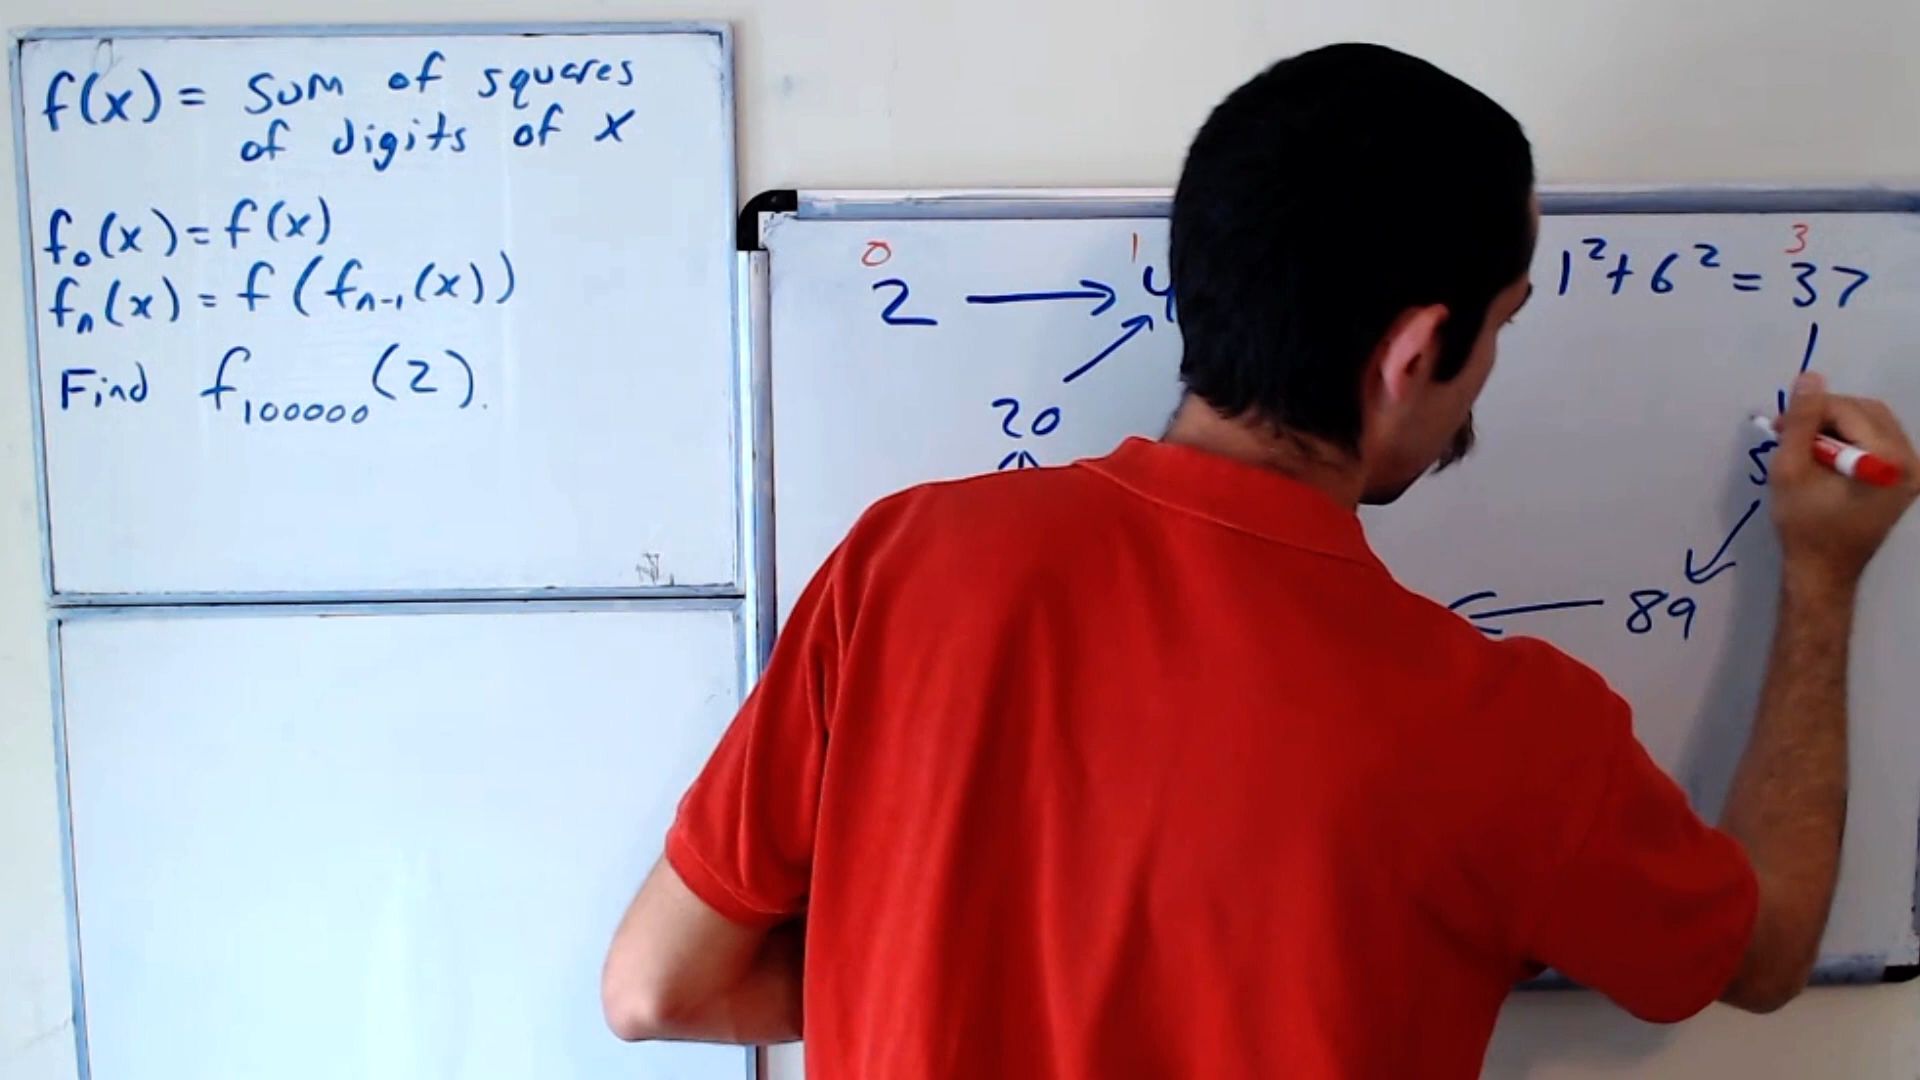 f(x) = sum of squares
of digits of x
f₀(x) = f(x)
fₙ(x) = f(fₙ₋₁(x))
Find f₁₀₀₀₀₀(2).
0 1 3
2 → 4 1² + 6² = 37
20
89